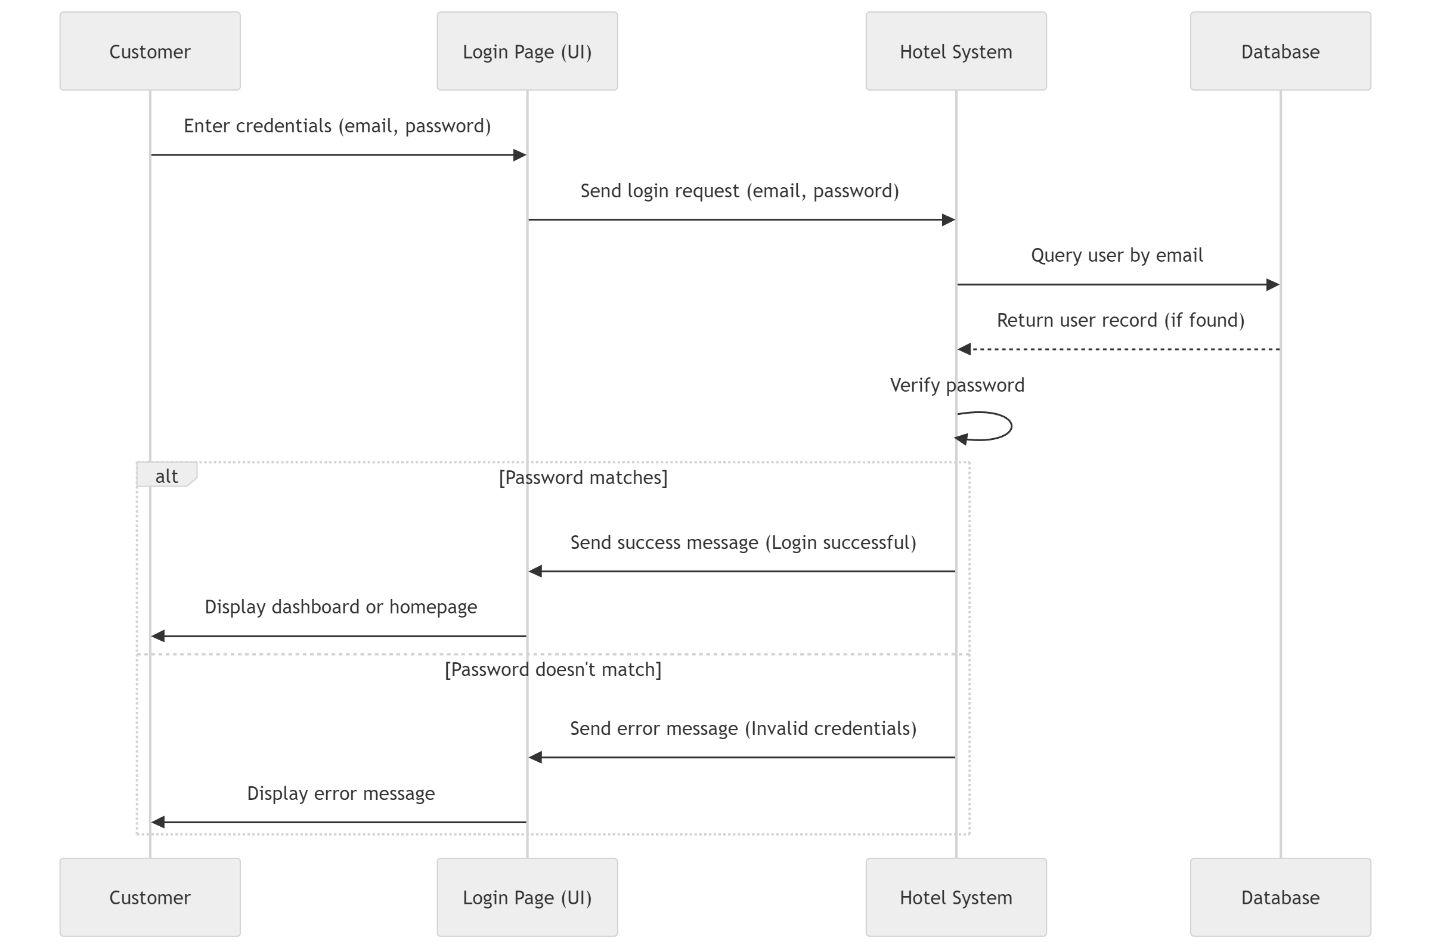 Customer
Login Page (UI)
Hotel System
Database
Enter credentials (email, password)
Send login request (email, password)
Query user by email
Return user record (if found)
Verify password
alt
[Password matches]
Send success message (Login successful)
Display dashboard or homepage
[Password doesn't match]
Send error message (Invalid credentials)
Display error message
Customer
Login Page (UI)
Hotel System
Database